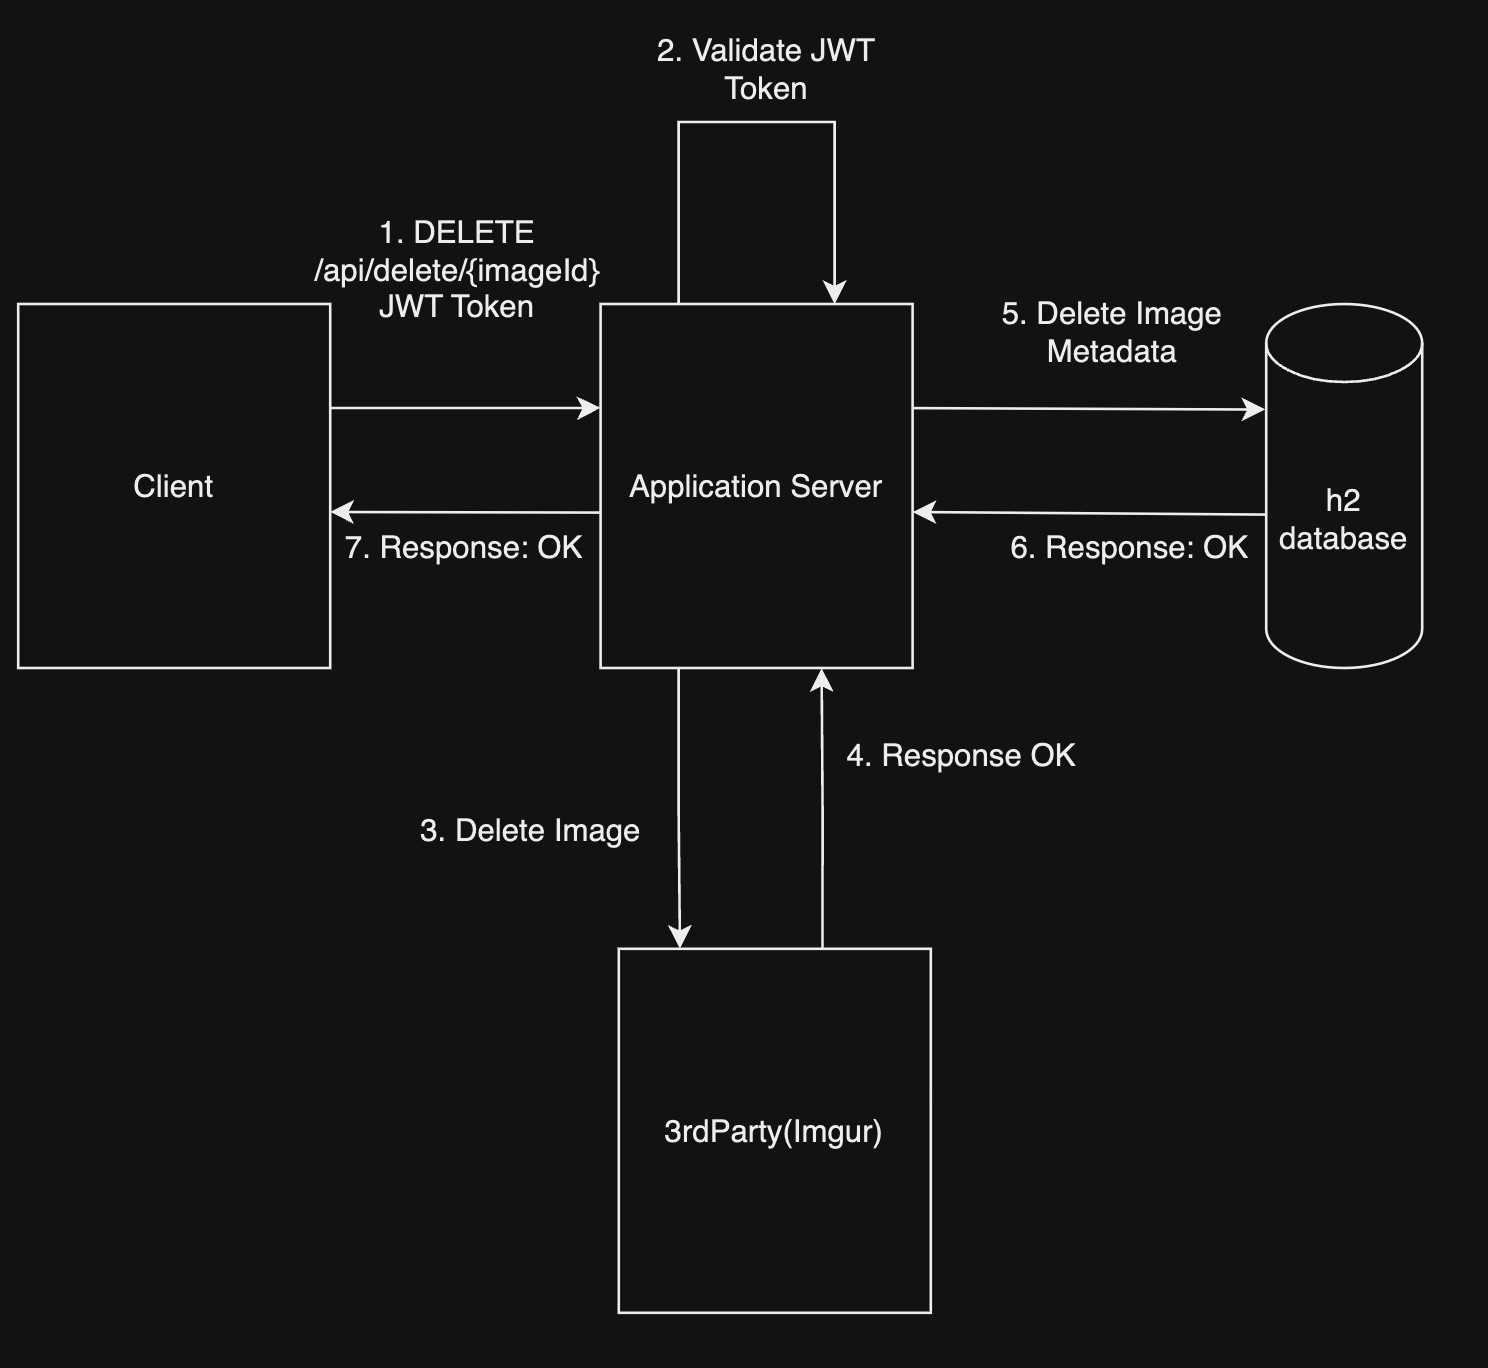 2. Validate JWT
Token
1. DELETE
/api/delete/{imageId}
JWT Token
5. Delete Image
Metadata
Client
Application Server
h2
database
7. Response: OK
6. Response: OK
4. Response OK
3. Delete Image
3rdParty(Imgur)